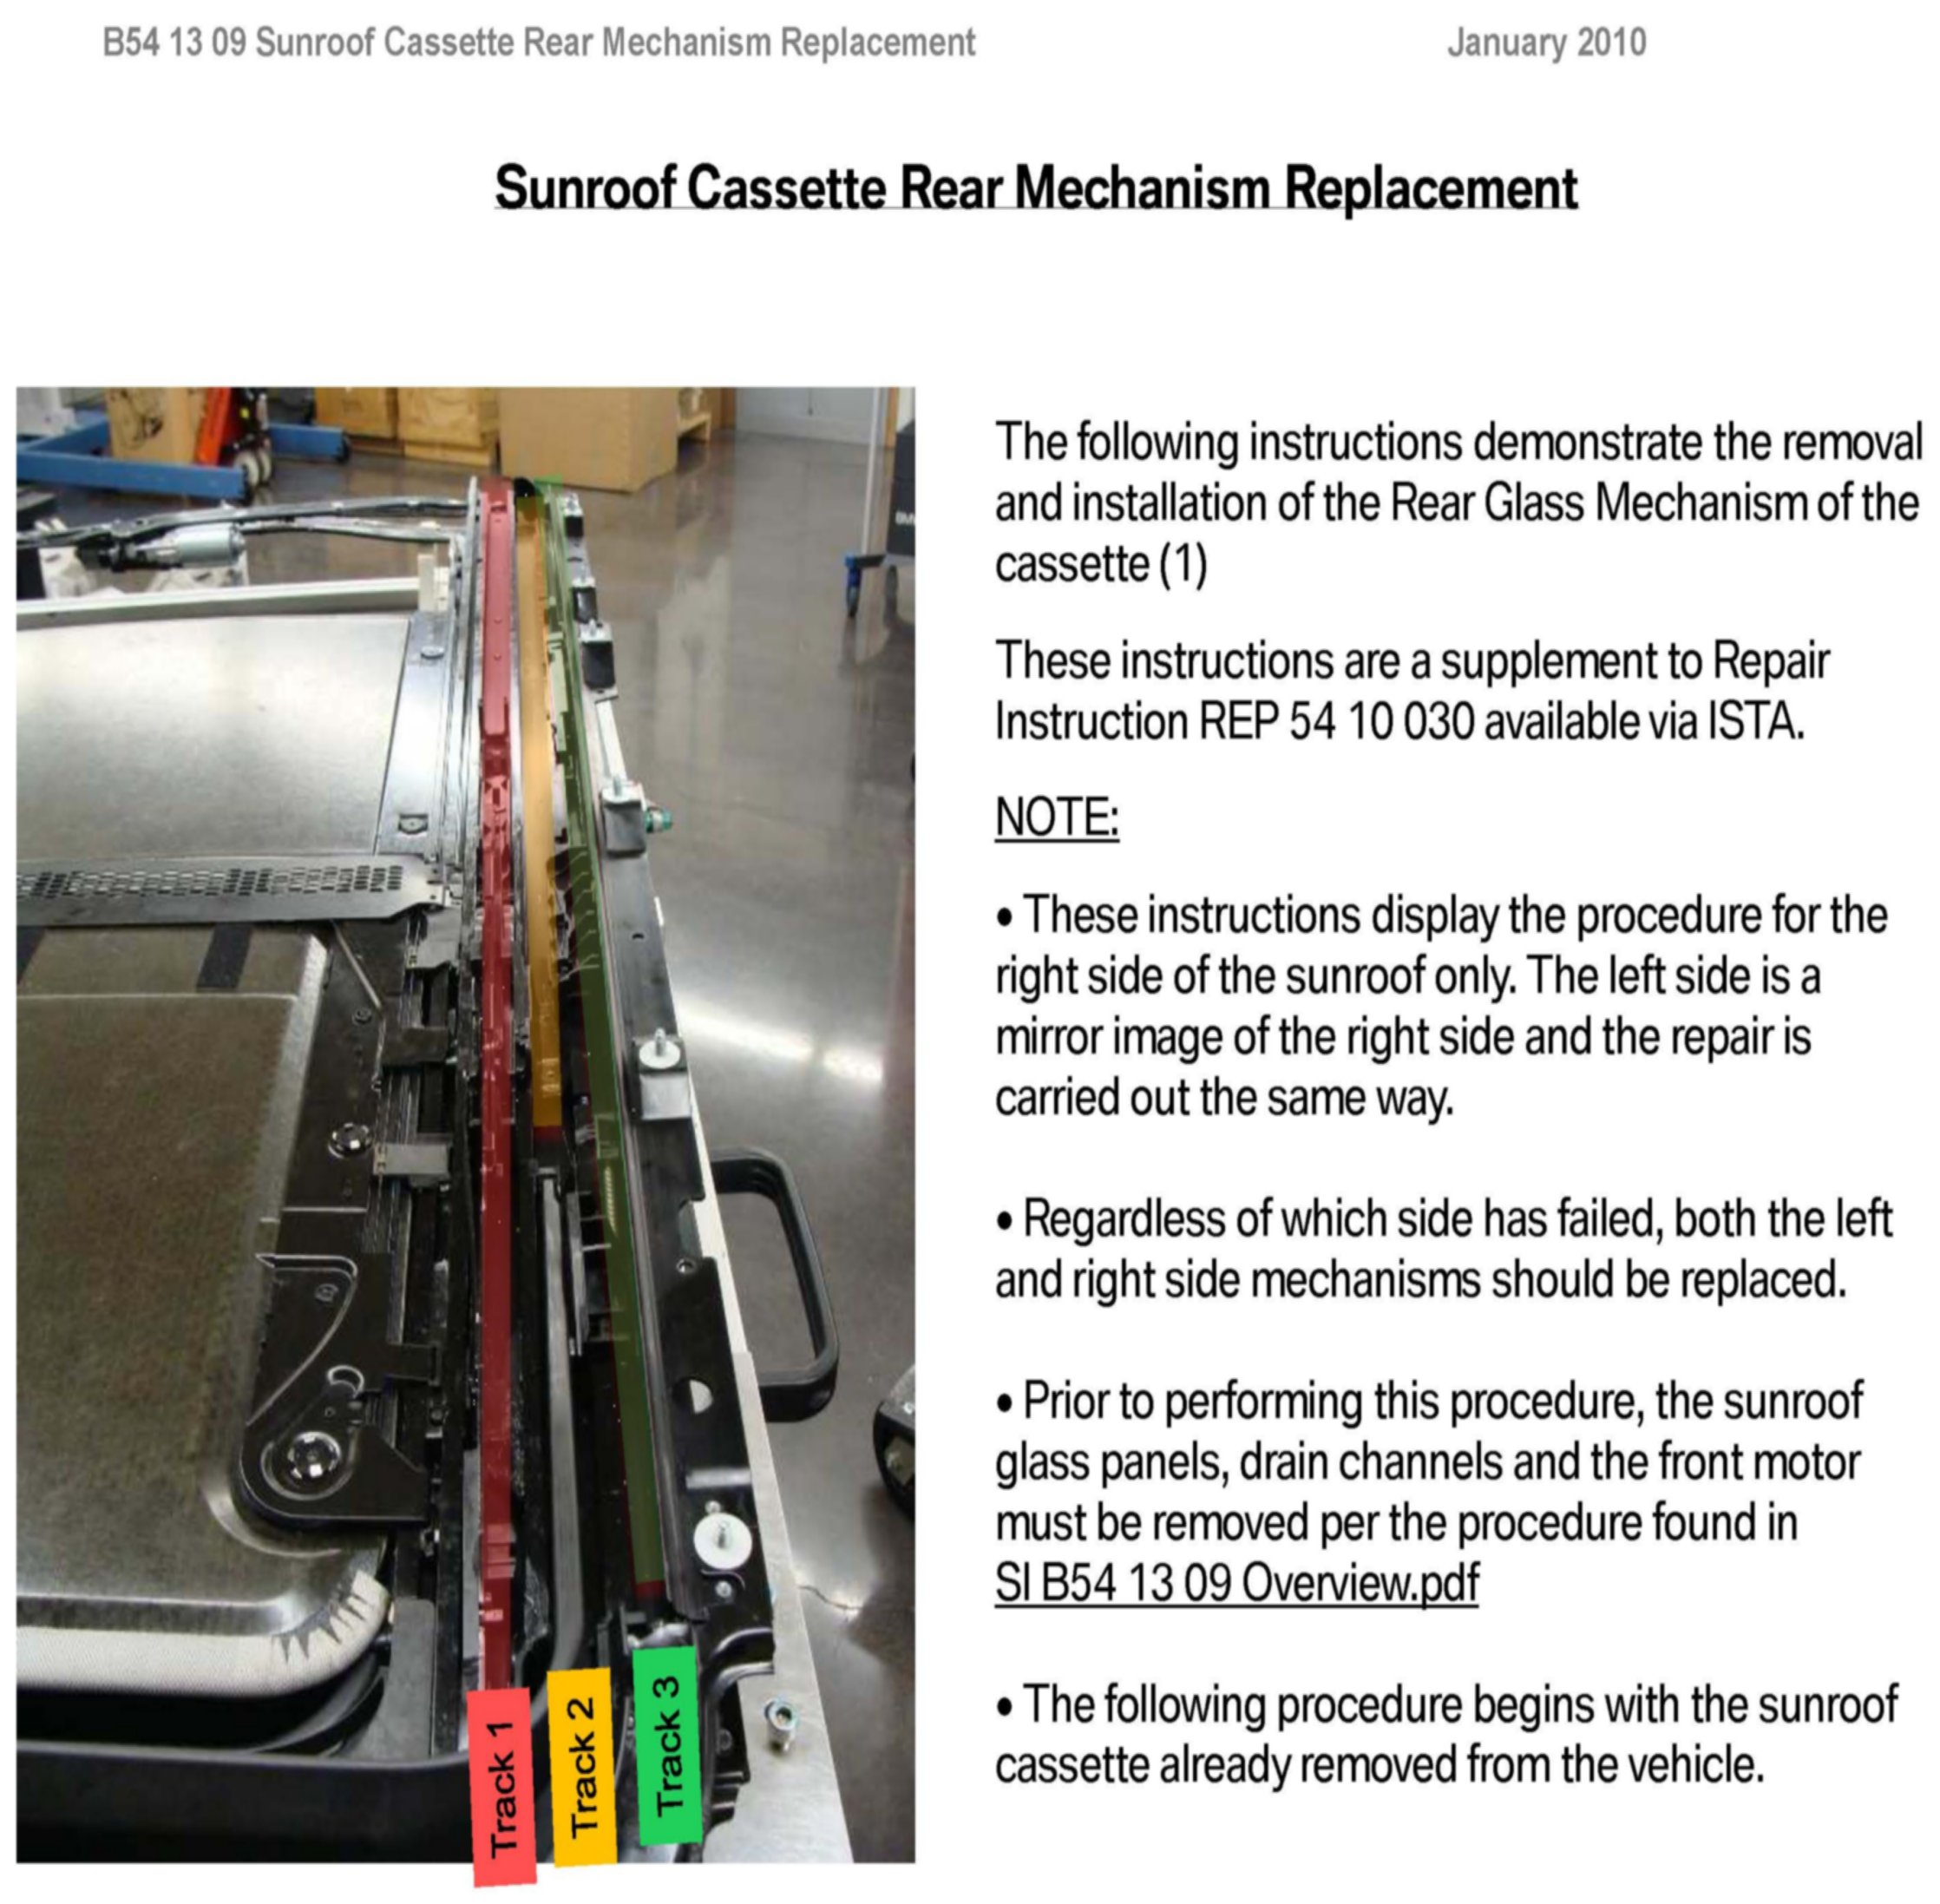 B54 13 09 Sunroof Cassette Rear Mechanism Replacement January 2010
Sunroof Cassette Rear Mechanism Replacement
The following instructions demonstrate the removal
and installation of the Rear Glass Mechanism of the
cassette (1)
These instructions are a supplement to Repair
Instruction REP 54 10 030 available via ISTA.
NOTE:
• These instructions display the procedure for the
right side of the sunroof only. The left side is a
mirror image of the right side and the repair is
carried out the same way.
• Regardless of which side has failed, both the left
and right side mechanisms should be replaced.
• Prior to performing this procedure, the sunroof
glass panels, drain channels and the front motor
must be removed per the procedure found in
SI B54 13 09 Overview.pdf
• The following procedure begins with the sunroof
cassette already removed from the vehicle.
Track 1
Track 2
Track 3